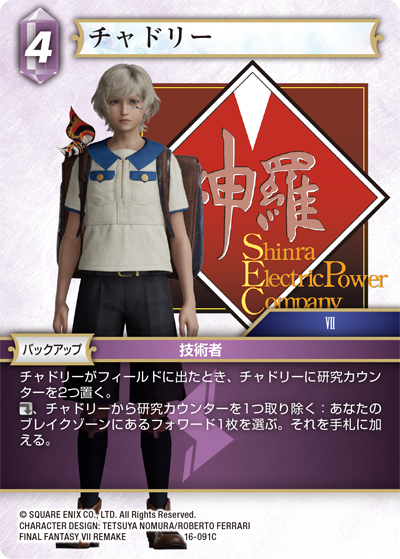 4
チャドリー
神羅
Shinra
Electric Power
Company
VII
バックアップ
技術者
チャドリーがフィールドに出たとき、チャドリーに研究カウン
ターを2つ置く。
、チャドリーから研究カウンターを1つ取り除く：あなたの
ブレイクゾーンにあるフォワード1枚を選ぶ。それを手札に加
える。
© SQUARE ENIX CO., LTD. All Rights Reserved.
CHARACTER DESIGN: TETSUYA NOMURA/ROBERTO FERRARI
FINAL FANTASY VII REMAKE 16-091C